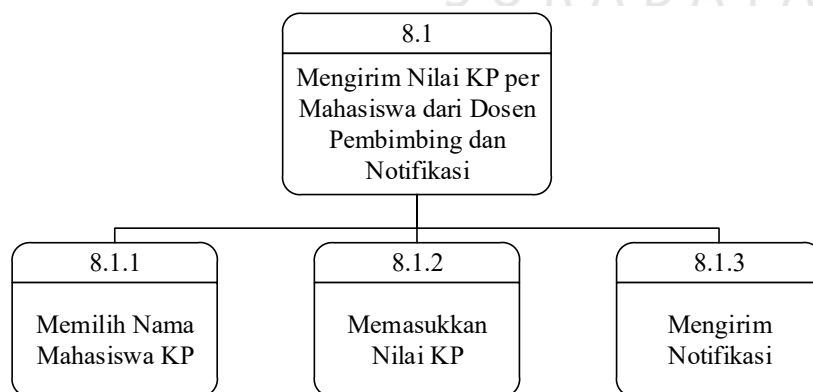 8.1
Mengirim Nilai KP per
Mahasiswa dari Dosen
Pembimbing dan
Notifikasi
8.1.1
Memilih Nama
Mahasiswa KP
8.1.2
Memasukkan
Nilai KP
8.1.3
Mengirim
Notifikasi